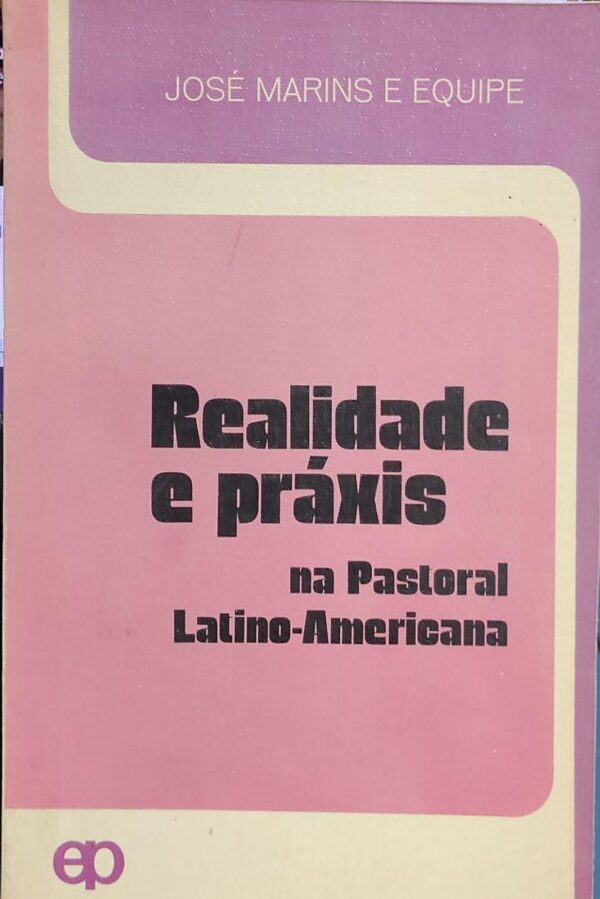 JOSÉ MARINS E EQUIPE
Realidade
e práxis
na Pastoral
Latino-Americana
ep